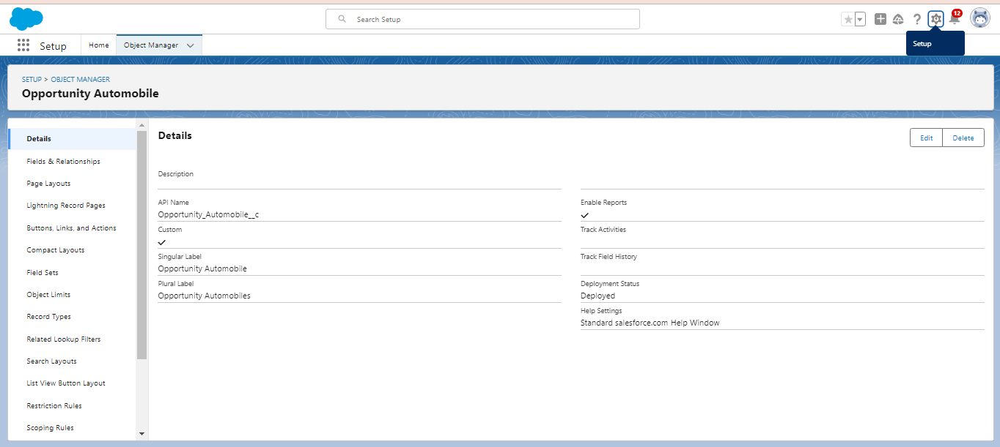 Search Setup
12
Setup
Home
Object Manager
Setup
SETUP > OBJECT MANAGER
Opportunity Automobile
Details
Fields & Relationships
Page Layouts
Lightning Record Pages
Buttons, Links, and Actions
Compact Layouts
Field Sets
Object Limits
Record Types
Related Lookup Filters
Search Layouts
List View Button Layout
Restriction Rules
Scoping Rules
Details
Edit
Delete
Description
API Name
Opportunity_Automobile__c
Custom
Singular Label
Opportunity Automobile
Plural Label
Opportunity Automobiles
Enable Reports
Track Activities
Track Field History
Deployment Status
Deployed
Help Settings
Standard salesforce.com Help Window